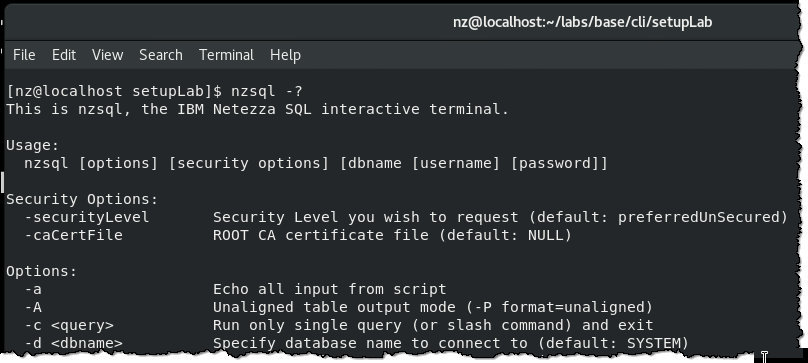 nz@localhost:~/labs/base/cli/setupLab
File Edit View Search Terminal Help
[nz@localhost setupLab]$ nzsql -?
This is nzsql, the IBM Netezza SQL interactive terminal.
Usage:
nzsql [options] [security options] [dbname [username] [password]]
Security Options:
-securityLevel Security Level you wish to request (default: preferredUnSecured)
-caCertFile ROOT CA certificate file (default: NULL)
Options:
-a Echo all input from script
-A Unaligned table output mode (-P format=unaligned)
-c <query> Run only single query (or slash command) and exit
-d <dbname> Specify database name to connect to (default: SYSTEM)